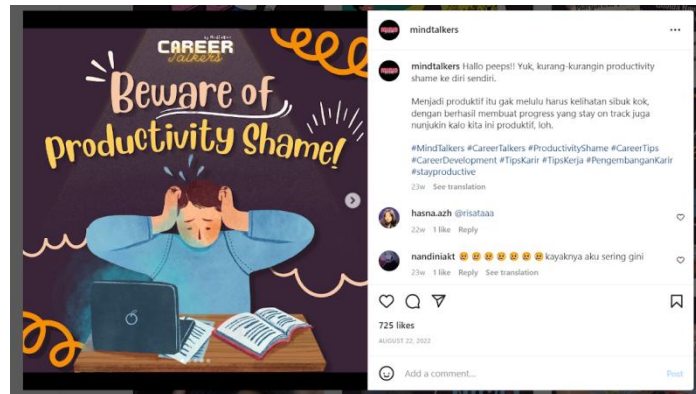 by MindTalkers
CAREER
Talkers
Beware of
Productivity Shame!
mindtalkers
mindtalkers Hallo peeps!! Yuk, kurang-kurangin productivity
shame ke diri sendiri.
Menjadi produktif itu gak melulu harus kelihatan sibuk kok,
dengan berhasil membuat progress yang stay on track juga
nunjukin kalo kita ini produktif, loh.
#MindTalkers #CareerTalkers #ProductivityShame #CareerTips
#CareerDevelopment #TipsKarir #TipsKerja #PengembanganKarir
#stayproductive
23w See translation
hasna.azh @risataaa
22w 1 like Reply
nandiniakt 😢😢😢😢😢😢😢kayaknya aku sering gini
23w 1 like Reply See translation
725 likes
AUGUST 22, 2022
Add a comment...
Post